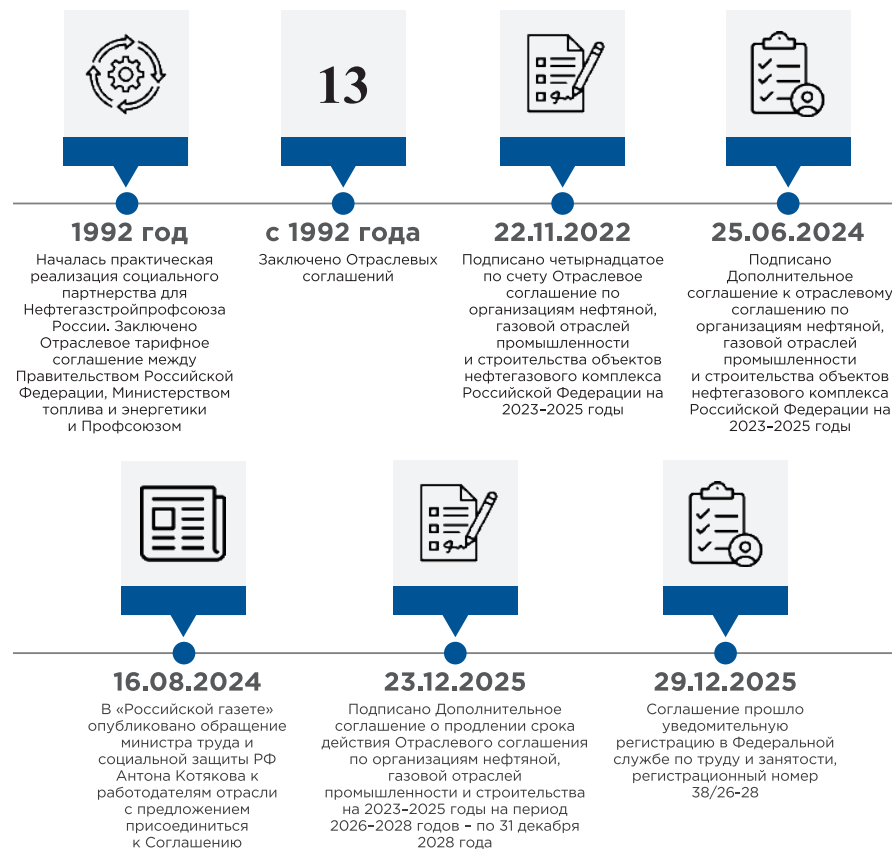 13
1992 год
Началась практическая
реализация социального
партнерства для
Нефтегазстройпрофсоюза
России. Заключено
Отраслевое тарифное
соглашение между
Правительством Российской
Федерации, Министерством
топлива и энергетики
и Профсоюзом
с 1992 года
Заключено Отраслевых
соглашений
22.11.2022
Подписано четырнадцатое
по счету Отраслевое
соглашение по
организациям нефтяной,
газовой отраслей
промышленности
и строительства объектов
нефтегазового комплекса
Российской Федерации на
2023–2025 годы
25.06.2024
Подписано
Дополнительное
соглашение к отраслевому
соглашению по
организациям нефтяной,
газовой отраслей
промышленности
и строительства объектов
нефтегазового комплекса
Российской Федерации на
2023–2025 годы
16.08.2024
В «Российской газете»
опубликовано обращение
министра труда и
социальной защиты РФ
Антона Котякова к
работодателям отрасли
с предложением
присоединиться
к Соглашению
23.12.2025
Подписано Дополнительное
соглашение о продлении срока
действия Отраслевого соглашения
по организациям нефтяной,
газовой отраслей
промышленности и строительства
на 2023–2025 годы на период
2026–2028 годов – по 31 декабря
2028 года
29.12.2025
Соглашение прошло
уведомительную
регистрацию в Федеральной
службе по труду и занятости,
регистрационный номер
38/26-28